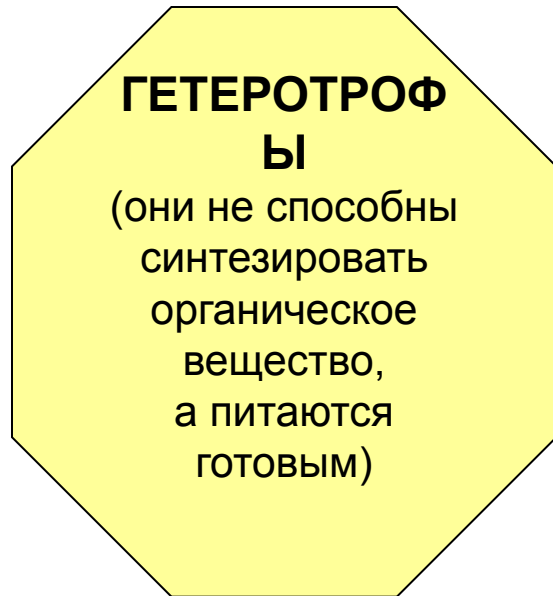 ГЕТЕРОТРОФ
Ы
(они не способны
синтезировать
органическое
вещество,
а питаются
готовым)